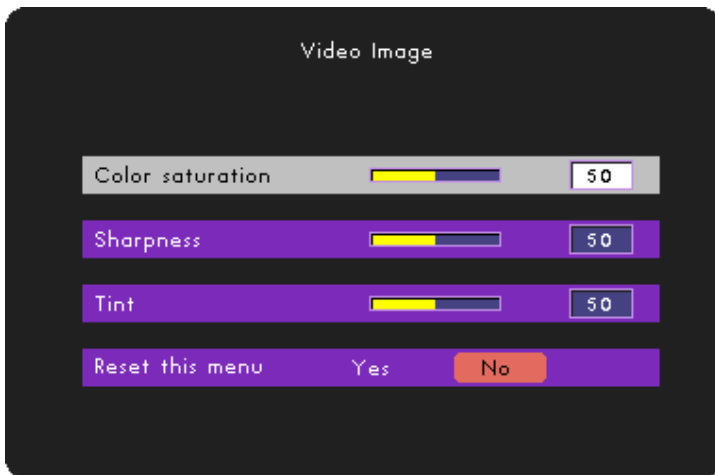 Video Image
Color saturation 50
Sharpness 50
Tint 50
Reset this menu Yes No